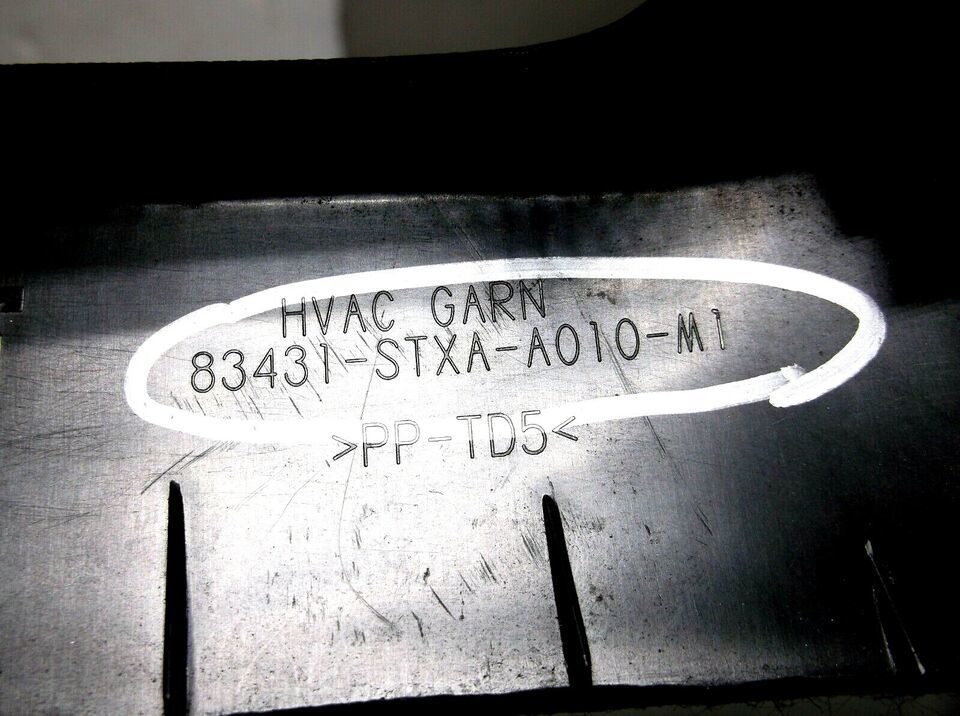 HVAC GARN
83431-STXA-A010-M1
>PP-TD5<